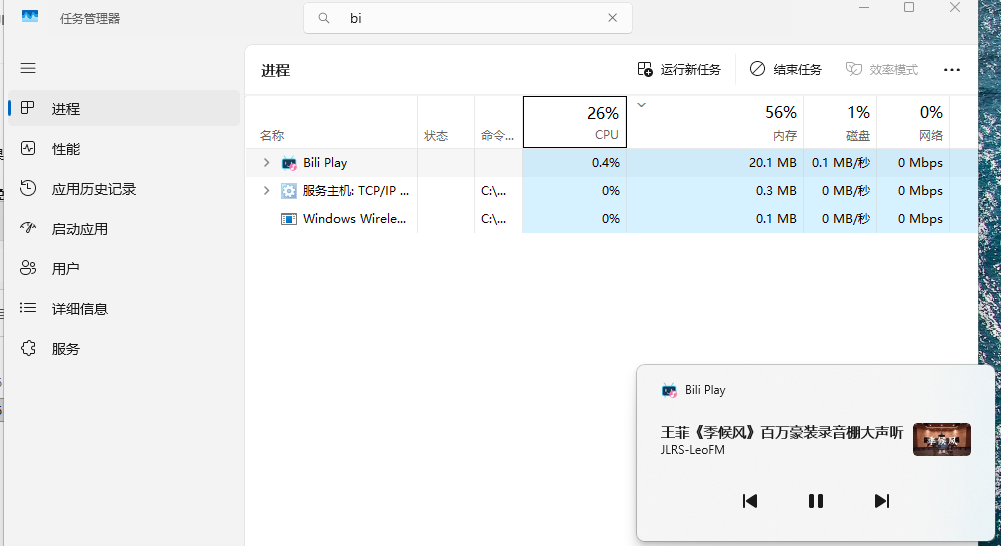 任务管理器
bi
进程
性能
应用历史记录
启动应用
用户
详细信息
服务
进程
运行新任务
结束任务
效率模式
26%
56%
1%
0%
名称
状态
命令...
CPU
内存
磁盘
网络
Bili Play
0.4%
20.1 MB
0.1 MB/秒
0 Mbps
服务主机: TCP/IP ...
C:\...
0%
0.3 MB
0 MB/秒
0 Mbps
Windows Wirele...
C:\...
0%
0.1 MB
0 MB/秒
0 Mbps
Bili Play
王菲《季候风》百万豪装录音棚大声听
JLRS-LeoFM
季候风